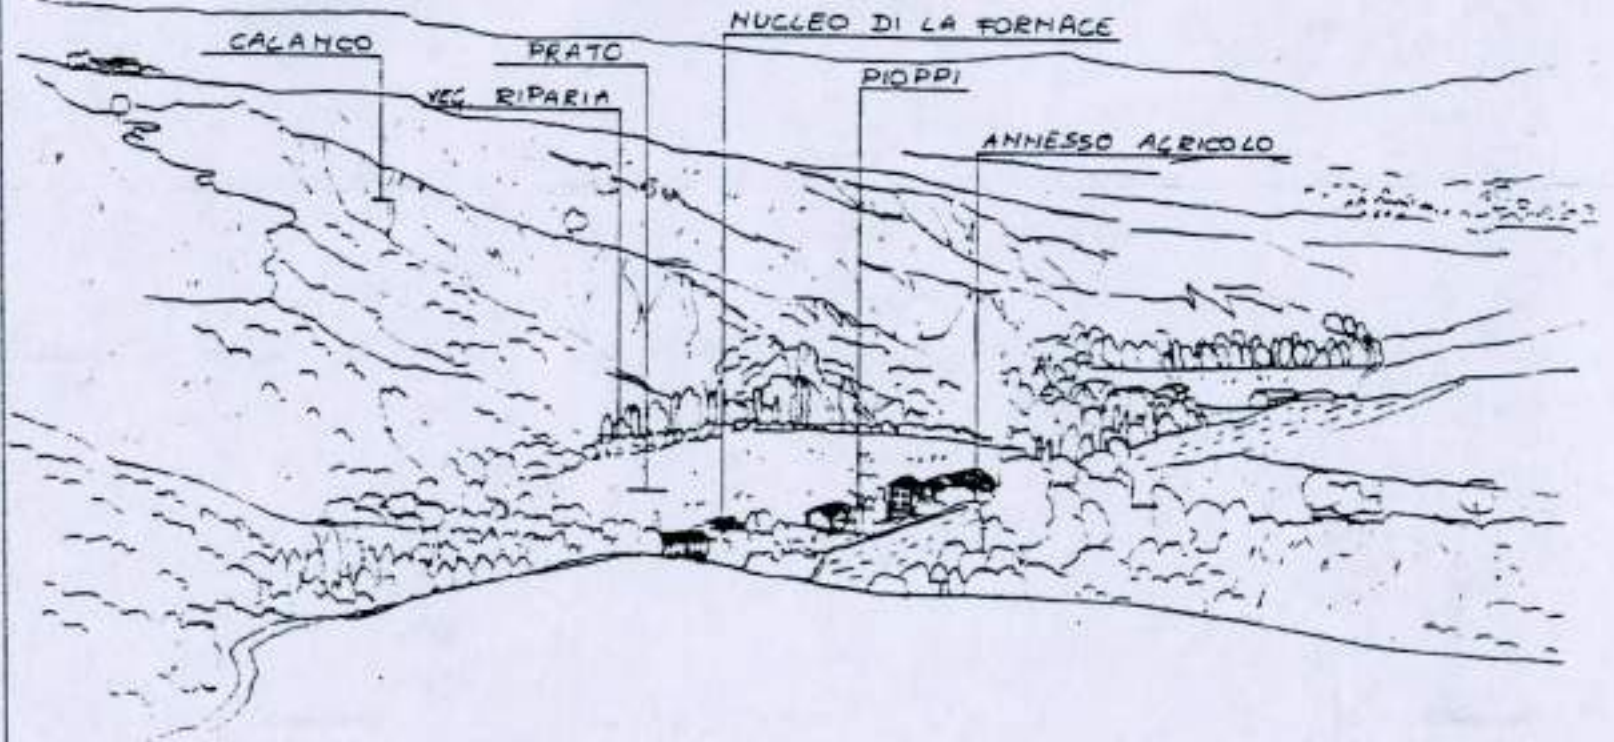 NUCLEO DI LA FORNACE
CALANCO
PRATO
PIOPPI
VEG. RIPARIA
ANNESSO AGRICOLO